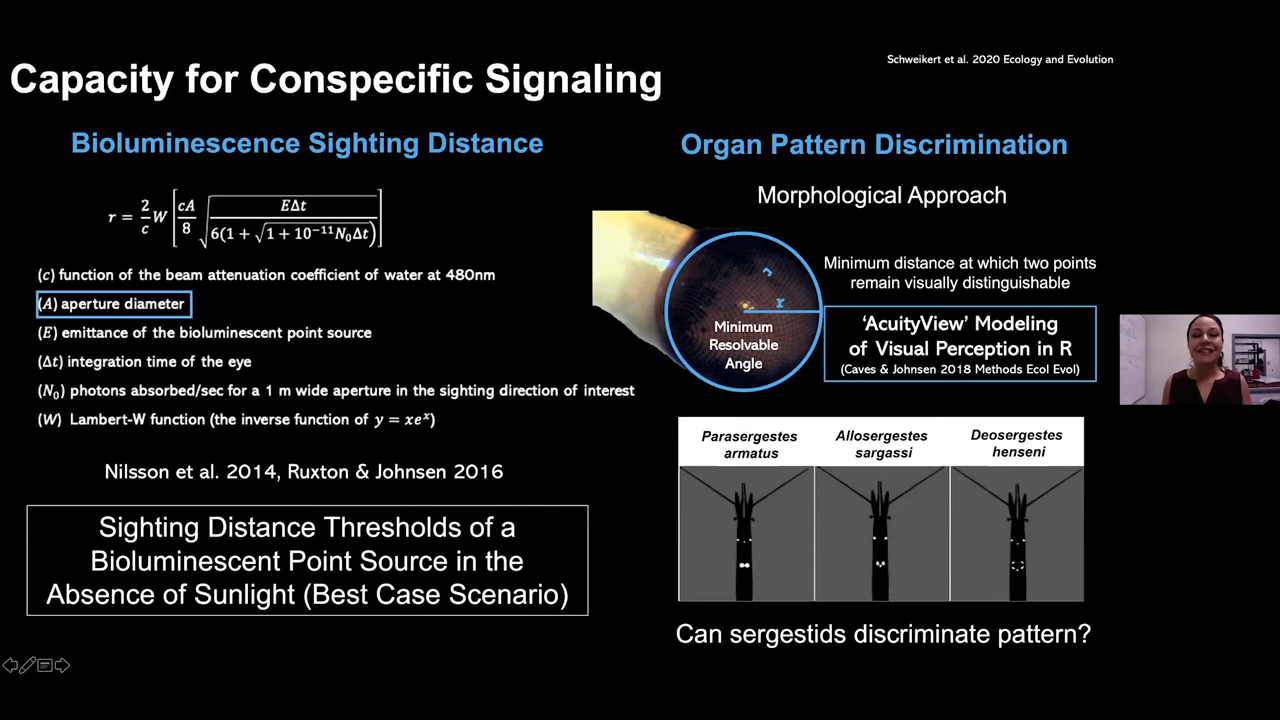 Schweikert et al. 2020 Ecology and Evolution
Capacity for Conspecific Signaling
Bioluminescence Sighting Distance
r = 2/c W [cA/8 √(EΔt / 6(1 + √(1 + 10⁻¹¹N₀Δt)))]
(c) function of the beam attenuation coefficient of water at 480nm
(A) aperture diameter
(E) emittance of the bioluminescent point source
(Δt) integration time of the eye
(N₀) photons absorbed/sec for a 1 m wide aperture in the sighting direction of interest
(W) Lambert-W function (the inverse function of y = xeˣ)
Nilsson et al. 2014, Ruxton & Johnsen 2016
Sighting Distance Thresholds of a
Bioluminescent Point Source in the
Absence of Sunlight (Best Case Scenario)
Organ Pattern Discrimination
Morphological Approach
r
Minimum
Resolvable
Angle
Minimum distance at which two points
remain visually distinguishable
‘AcuityView’ Modeling
of Visual Perception in R
(Caves & Johnsen 2018 Methods Ecol Evol)
Parasergestes
armatus
Allosergestes
sargassi
Deosergestes
henseni
Can sergestids discriminate pattern?